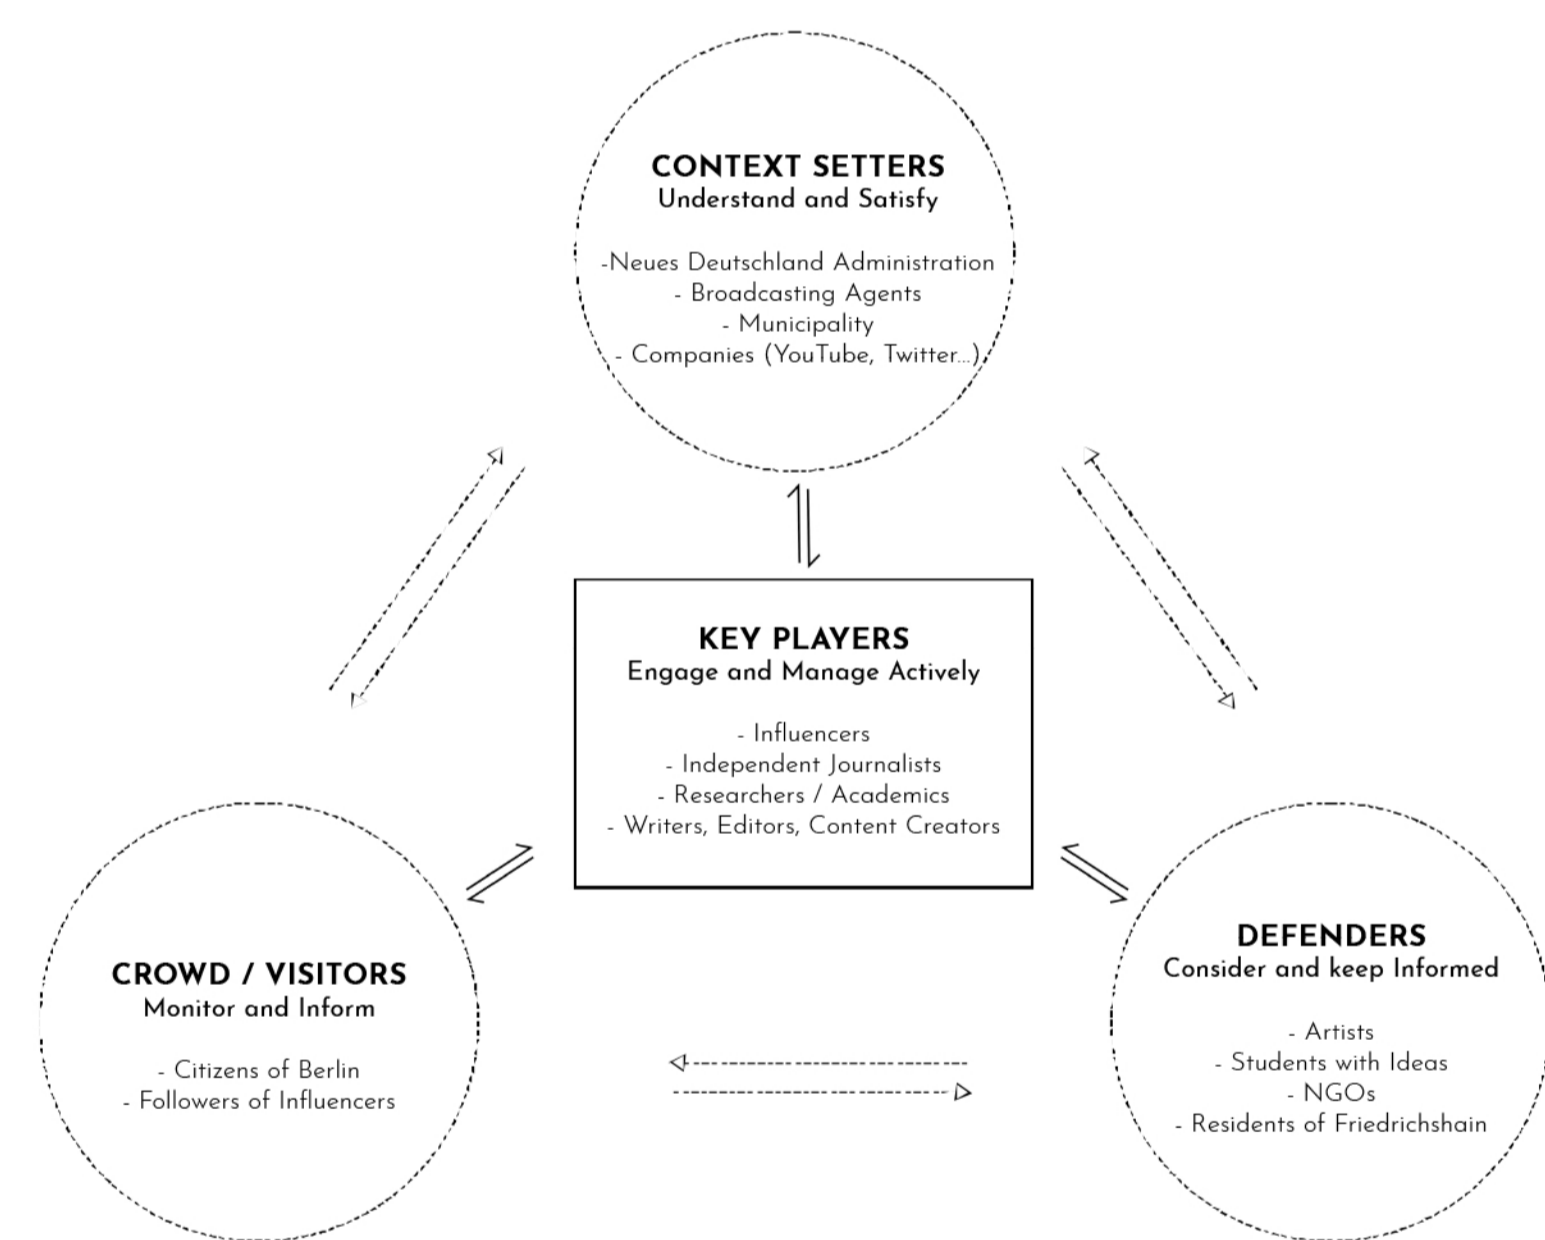 CONTEXT SETTERS
Understand and Satisfy
-Neues Deutschland Administration
- Broadcasting Agents
- Municipality
- Companies (YouTube, Twitter...)
KEY PLAYERS
Engage and Manage Actively
- Influencers
- Independent Journalists
- Researchers / Academics
- Writers, Editors, Content Creators
CROWD / VISITORS
Monitor and Inform
- Citizens of Berlin
- Followers of Influencers
DEFENDERS
Consider and keep Informed
- Artists
- Students with Ideas
- NGOs
- Residents of Friedrichshain